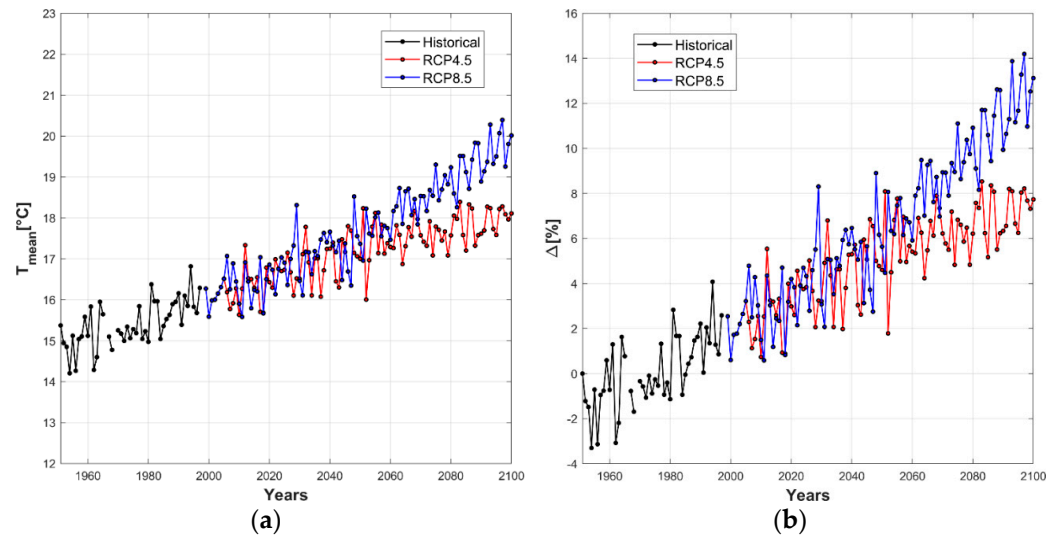 23
22
21
20
19
18
17
16
15
14
13
12
T_mean [°C]
Historical
RCP4.5
RCP8.5
1960 1980 2000 2020 2040 2060 2080 2100
Years
(a)
16
14
12
10
8
6
4
2
0
-2
-4
Δ[%]
Historical
RCP4.5
RCP8.5
1960 1980 2000 2020 2040 2060 2080 2100
Years
(b)